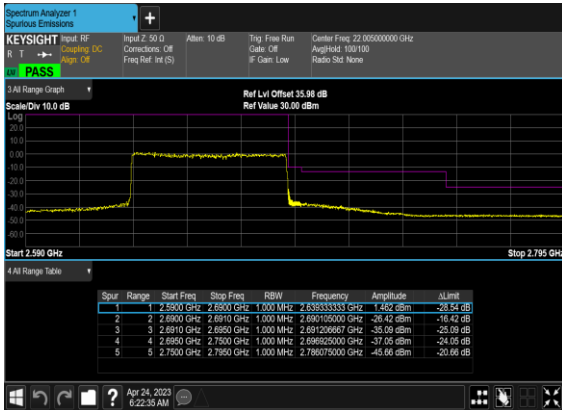 Spectrum Analyzer 1
Spurious Emissions
KEYSIGHT Input: RF Input Z: 50 Ω Atten: 10 dB Trig: Free Run Center Freq: 22.005000000 GHz
R T Coupling: DC Corrections: Off Gate: Off Avg|Hold: 100/100
Align: Off Freq Ref: Int (S) IF Gain: Low Radio Std: None
PASS
3 All Range Graph
Ref Lvl Offset 35.98 dB
Scale/Div 10.0 dB Ref Value 30.00 dBm
Log
20.0
10.0
0.00
-10.0
-20.0
-30.0
-40.0
-50.0
-60.0
Start 2.590 GHz Stop 2.795 GHz
4 All Range Table
Spur Range Start Freq Stop Freq RBW Frequency Amplitude ΔLimit
1 1 2.5900 GHz 2.6900 GHz 1.000 MHz 2.639333333 GHz 1.462 dBm -28.54 dB
2 2 2.6900 GHz 2.6910 GHz 1.000 MHz 2.690105000 GHz -26.42 dBm -16.42 dB
3 3 2.6910 GHz 2.6950 GHz 1.000 MHz 2.691206667 GHz -35.09 dBm -25.09 dB
4 4 2.6950 GHz 2.7500 GHz 1.000 MHz 2.696925000 GHz -37.05 dBm -24.05 dB
5 5 2.7500 GHz 2.7950 GHz 1.000 MHz 2.786075000 GHz -45.66 dBm -20.66 dB
Apr 24, 2023
6:22:35 AM